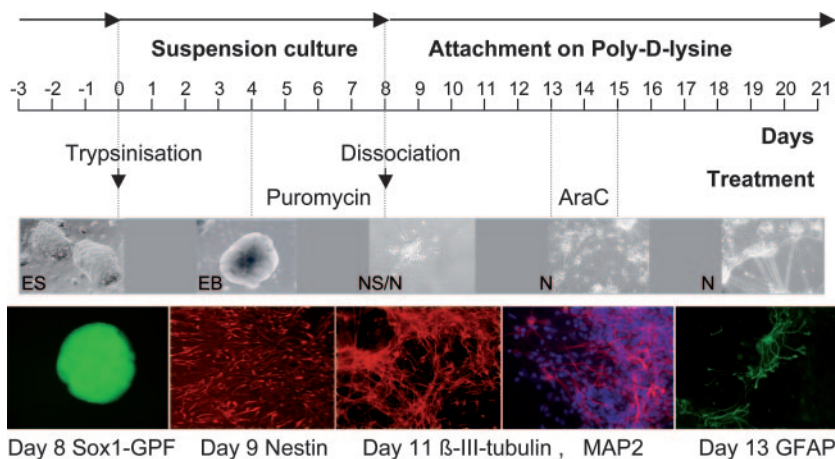 Suspension culture Attachment on Poly-D-lysine
-3 -2 -1 0 1 2 3 4 5 6 7 8 9 10 11 12 13 14 15 16 17 18 19 20 21
Days
Trypsinisation Dissociation
Treatment
Puromycin AraC
ES EB NS/N N N
Day 8 Sox1-GPF Day 9 Nestin Day 11 ß-III-tubulin , MAP2 Day 13 GFAP